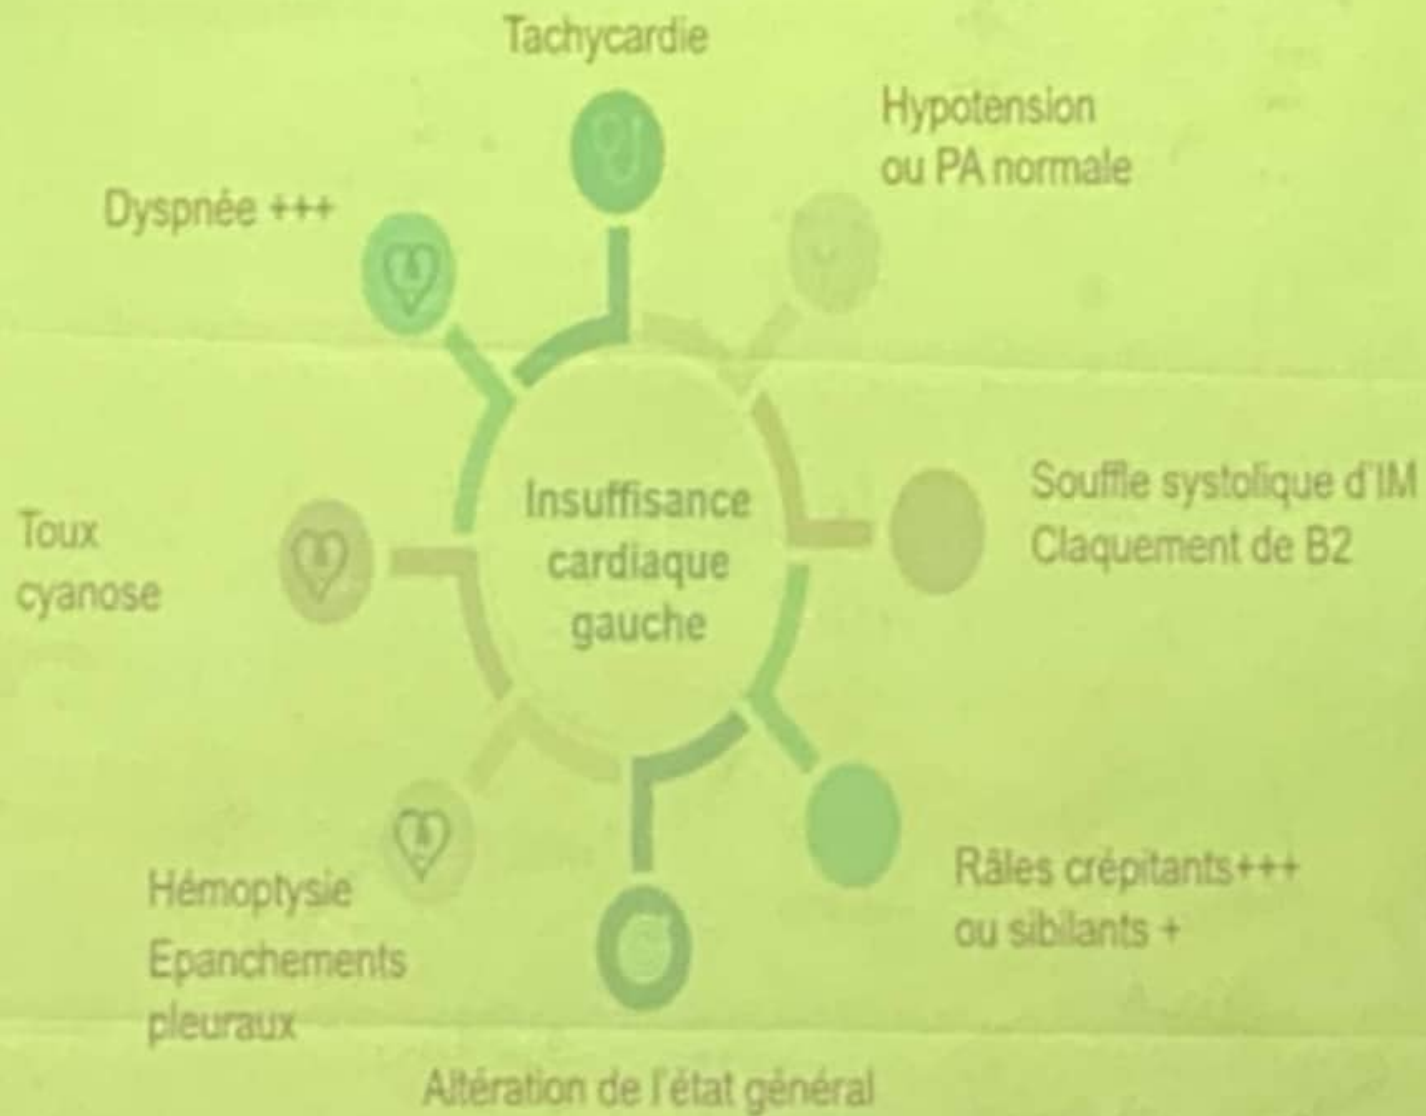 Tachycardie
Hypotension
ou PA normale
Dyspnée +++
Souffle systolique d'IM
Claquement de B2
Insuffisance
cardiaque
gauche
Toux
cyanose
Râles crépitants+++
ou sibilants +
Hémoptysie
Epanchements
pleuraux
Altération de l'état général